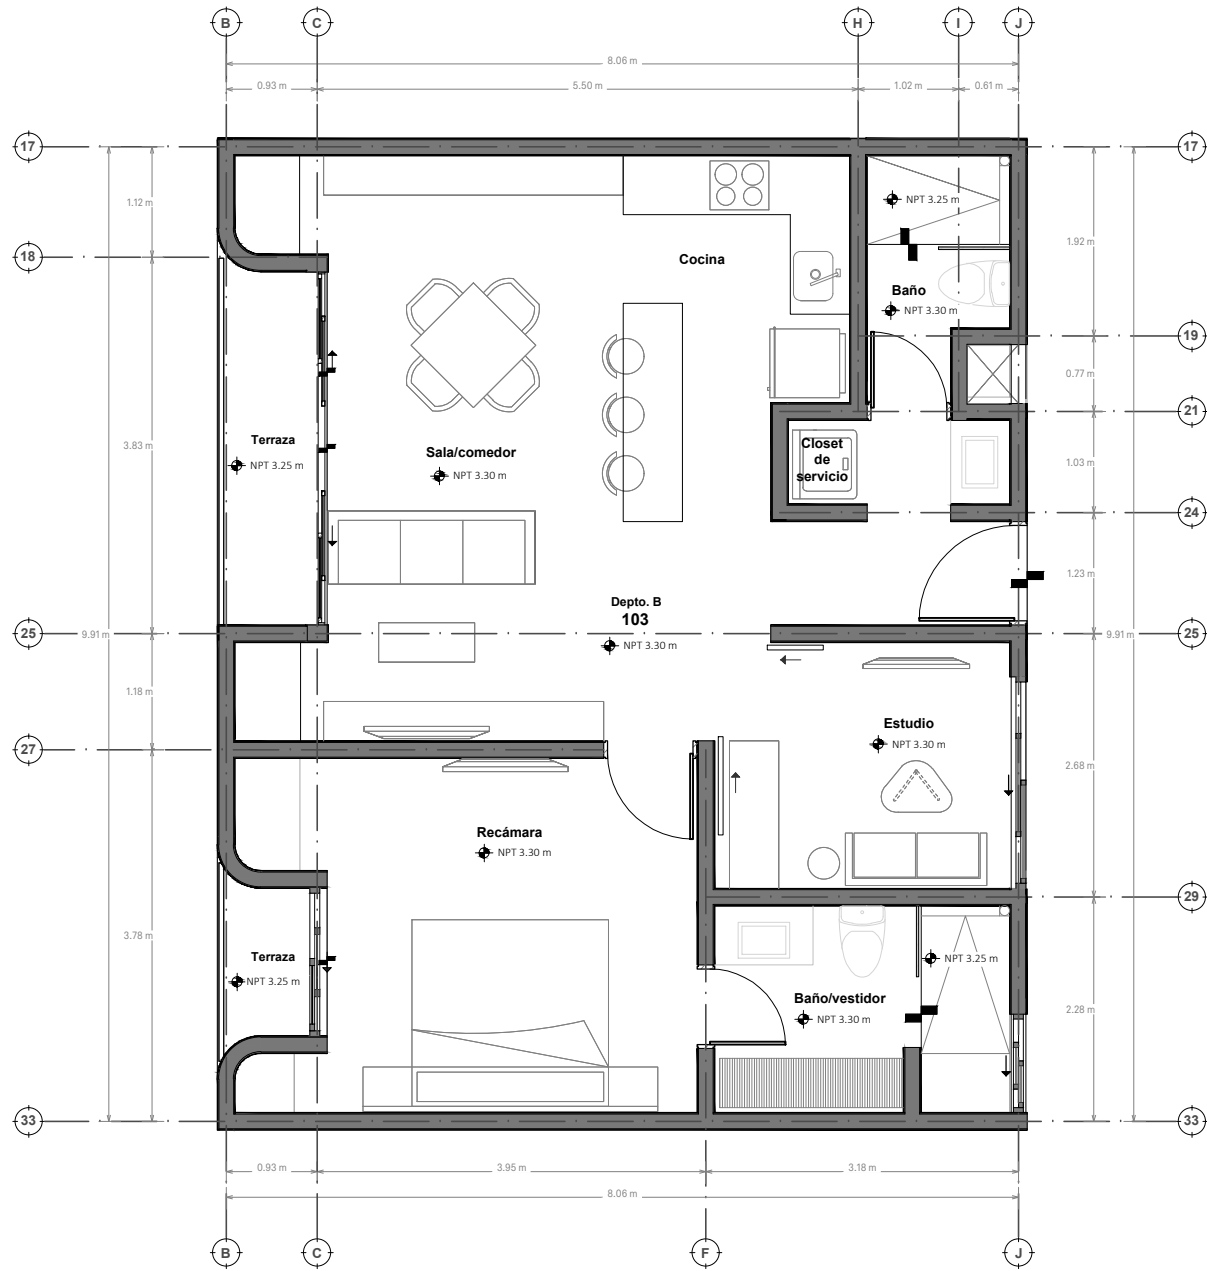 B
C
H
I
J
8.06 m
0.93 m
5.50 m
1.02 m
0.61 m
17
17
1.12 m
NPT 3.25 m
1.92 m
18
Cocina
Baño
NPT 3.30 m
19
0.77 m
21
3.83 m
Terraza
NPT 3.25 m
Sala/comedor
NPT 3.30 m
Closet
de
servicio
1.03 m
24
1.23 m
Depto. B
103
NPT 3.30 m
25
9.91 m
9.91 m
25
1.18 m
Estudio
NPT 3.30 m
27
2.68 m
Recámara
NPT 3.30 m
29
3.78 m
Terraza
NPT 3.25 m
NPT 3.25 m
Baño/vestidor
NPT 3.30 m
2.28 m
33
33
0.93 m
3.95 m
3.18 m
8.06 m
B
C
F
J